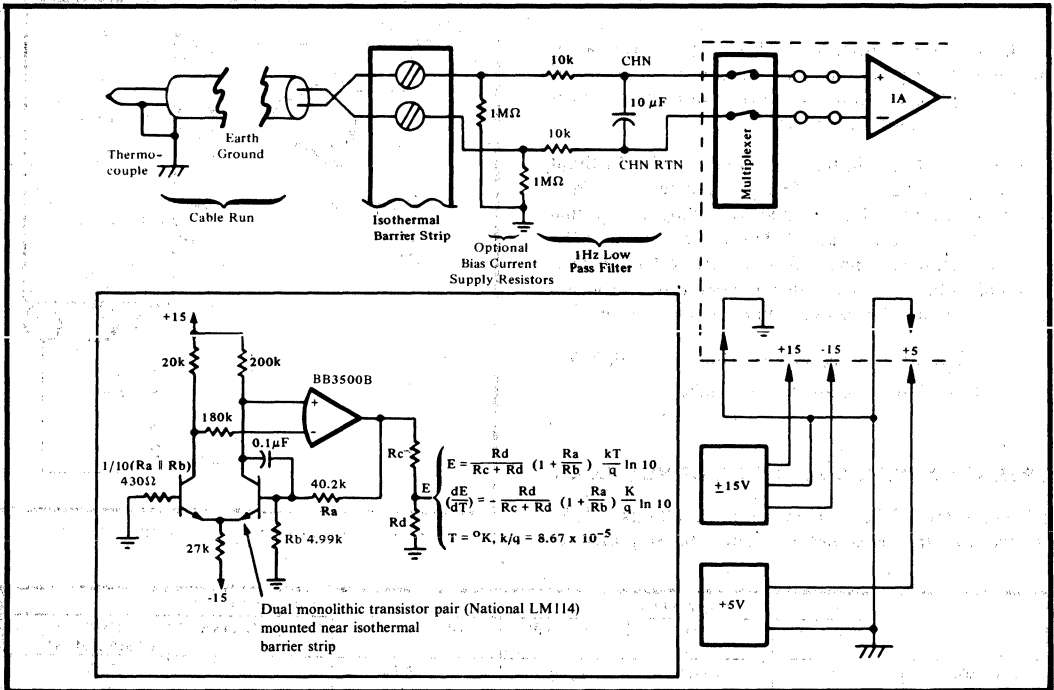 10k
CHN
10 μF
1MΩ
10k
CHN RTN
1MΩ
Multiplexer
+
IA
−
Thermo-
couple
Earth
Ground
Cable Run
Isothermal
Barrier Strip
Optional
Bias Current
Supply Resistors
1Hz Low
Pass Filter
+15
20k
200k
BB3500B
+
-
180k
0.1μF
1/10(Ra ∥ Rb)
430Ω
40.2k
Ra
Rb 4.99k
27k
-15
Rc
E
Rd
E = Rd/(Rc + Rd) (1 + Ra/Rb) kT/q ln 10
(dE/dT) = - Rd/(Rc + Rd) (1 + Ra/Rb) K/q ln 10
T = °K, k/q = 8.67 x 10⁻⁵
Dual monolithic transistor pair (National LM114)
mounted near isothermal
barrier strip
+15
-15
+5
±15V
+5V